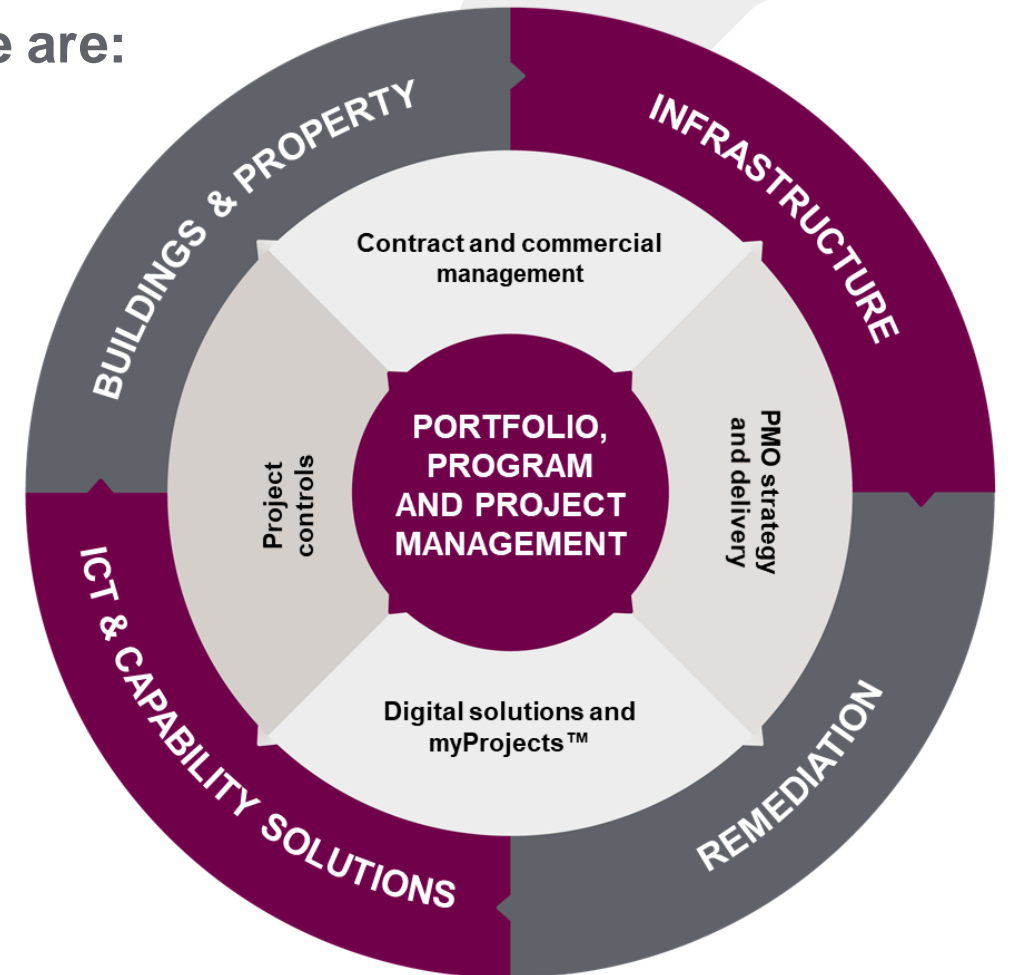 e are:
BUILDINGS & PROPERTY
INFRASTRUCTURE
Contract and commercial
management
Project
controls
PORTFOLIO,
PROGRAM
AND PROJECT
MANAGEMENT
PMO strategy
and delivery
Digital solutions and
myProjects™
ICT & CAPABILITY SOLUTIONS
REMEDIATION